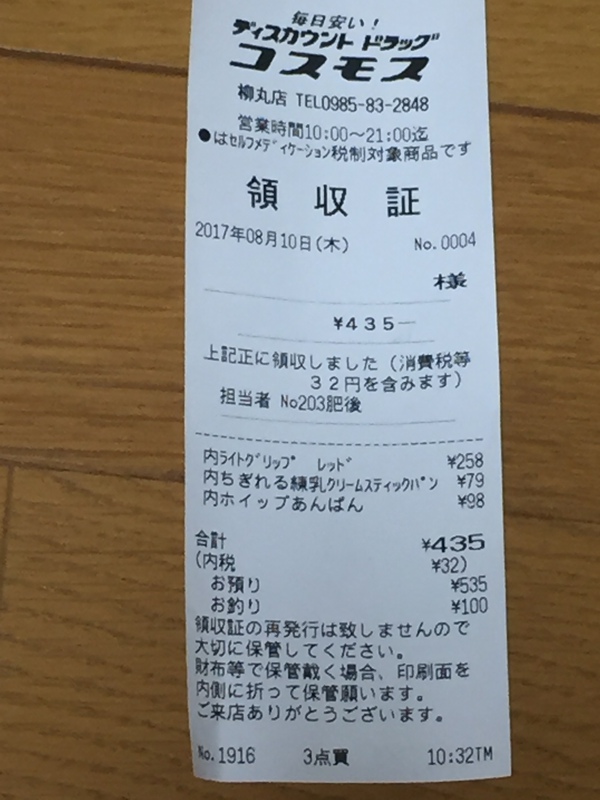 毎日安い!
ディスカウント ドラッグ
コスモス
柳丸店 TEL0985-83-2848
営業時間10:00～21:00迄
●はセルフメディケーション税制対象商品です
領 収 証
2017年08月10日(木) No.0004
様
¥435―
上記正に領収しました(消費税等
32円を含みます)
担当者 No203肥後
内ライトグリップ レッド ¥258
内ちぎれる練乳クリームスティックパン ¥79
内ホイップあんぱん ¥98
合計 ¥435
(内税 ¥32)
お預り ¥535
お釣り ¥100
領収証の再発行は致しませんので
大切に保管してください。
財布等で保管戴く場合、印刷面を
内側に折って保管願います。
ご来店ありがとうございます。
No.1916 3点買 10:32TM